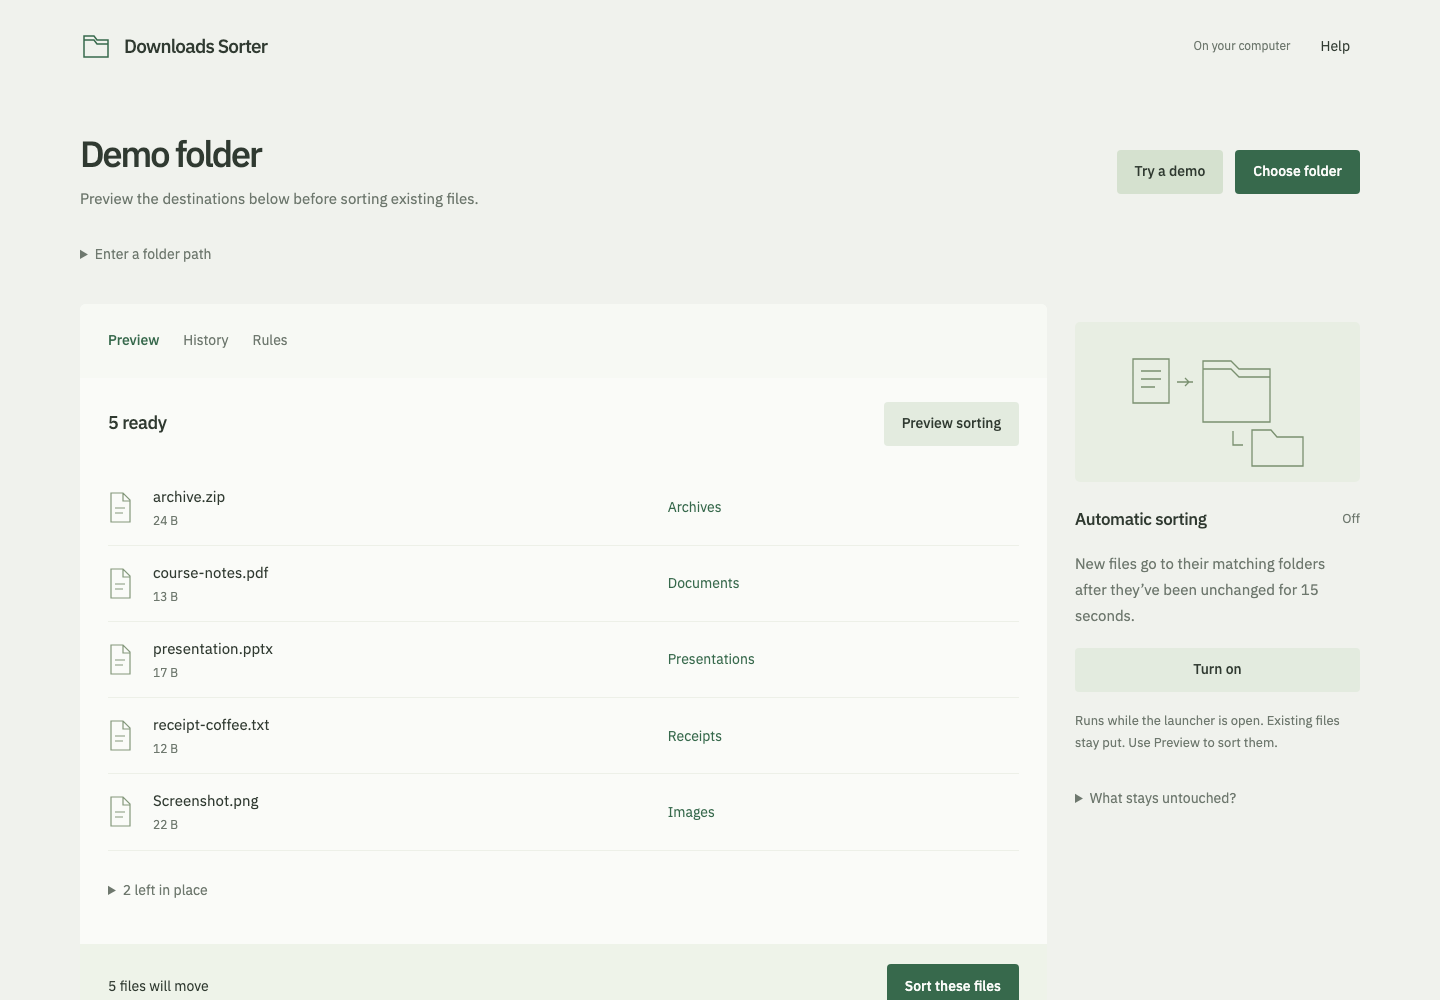 Downloads Sorter
On your computer
Help
Demo folder
Preview the destinations below before sorting existing files.
Try a demo
Choose folder
Enter a folder path
Preview
History
Rules
5 ready
Preview sorting
archive.zip
24 B
Archives
course-notes.pdf
13 B
Documents
presentation.pptx
17 B
Presentations
receipt-coffee.txt
12 B
Receipts
Screenshot.png
22 B
Images
2 left in place
5 files will move
Sort these files
Automatic sorting
Off
New files go to their matching folders
after they’ve been unchanged for 15
seconds.
Turn on
Runs while the launcher is open. Existing files
stay put. Use Preview to sort them.
What stays untouched?